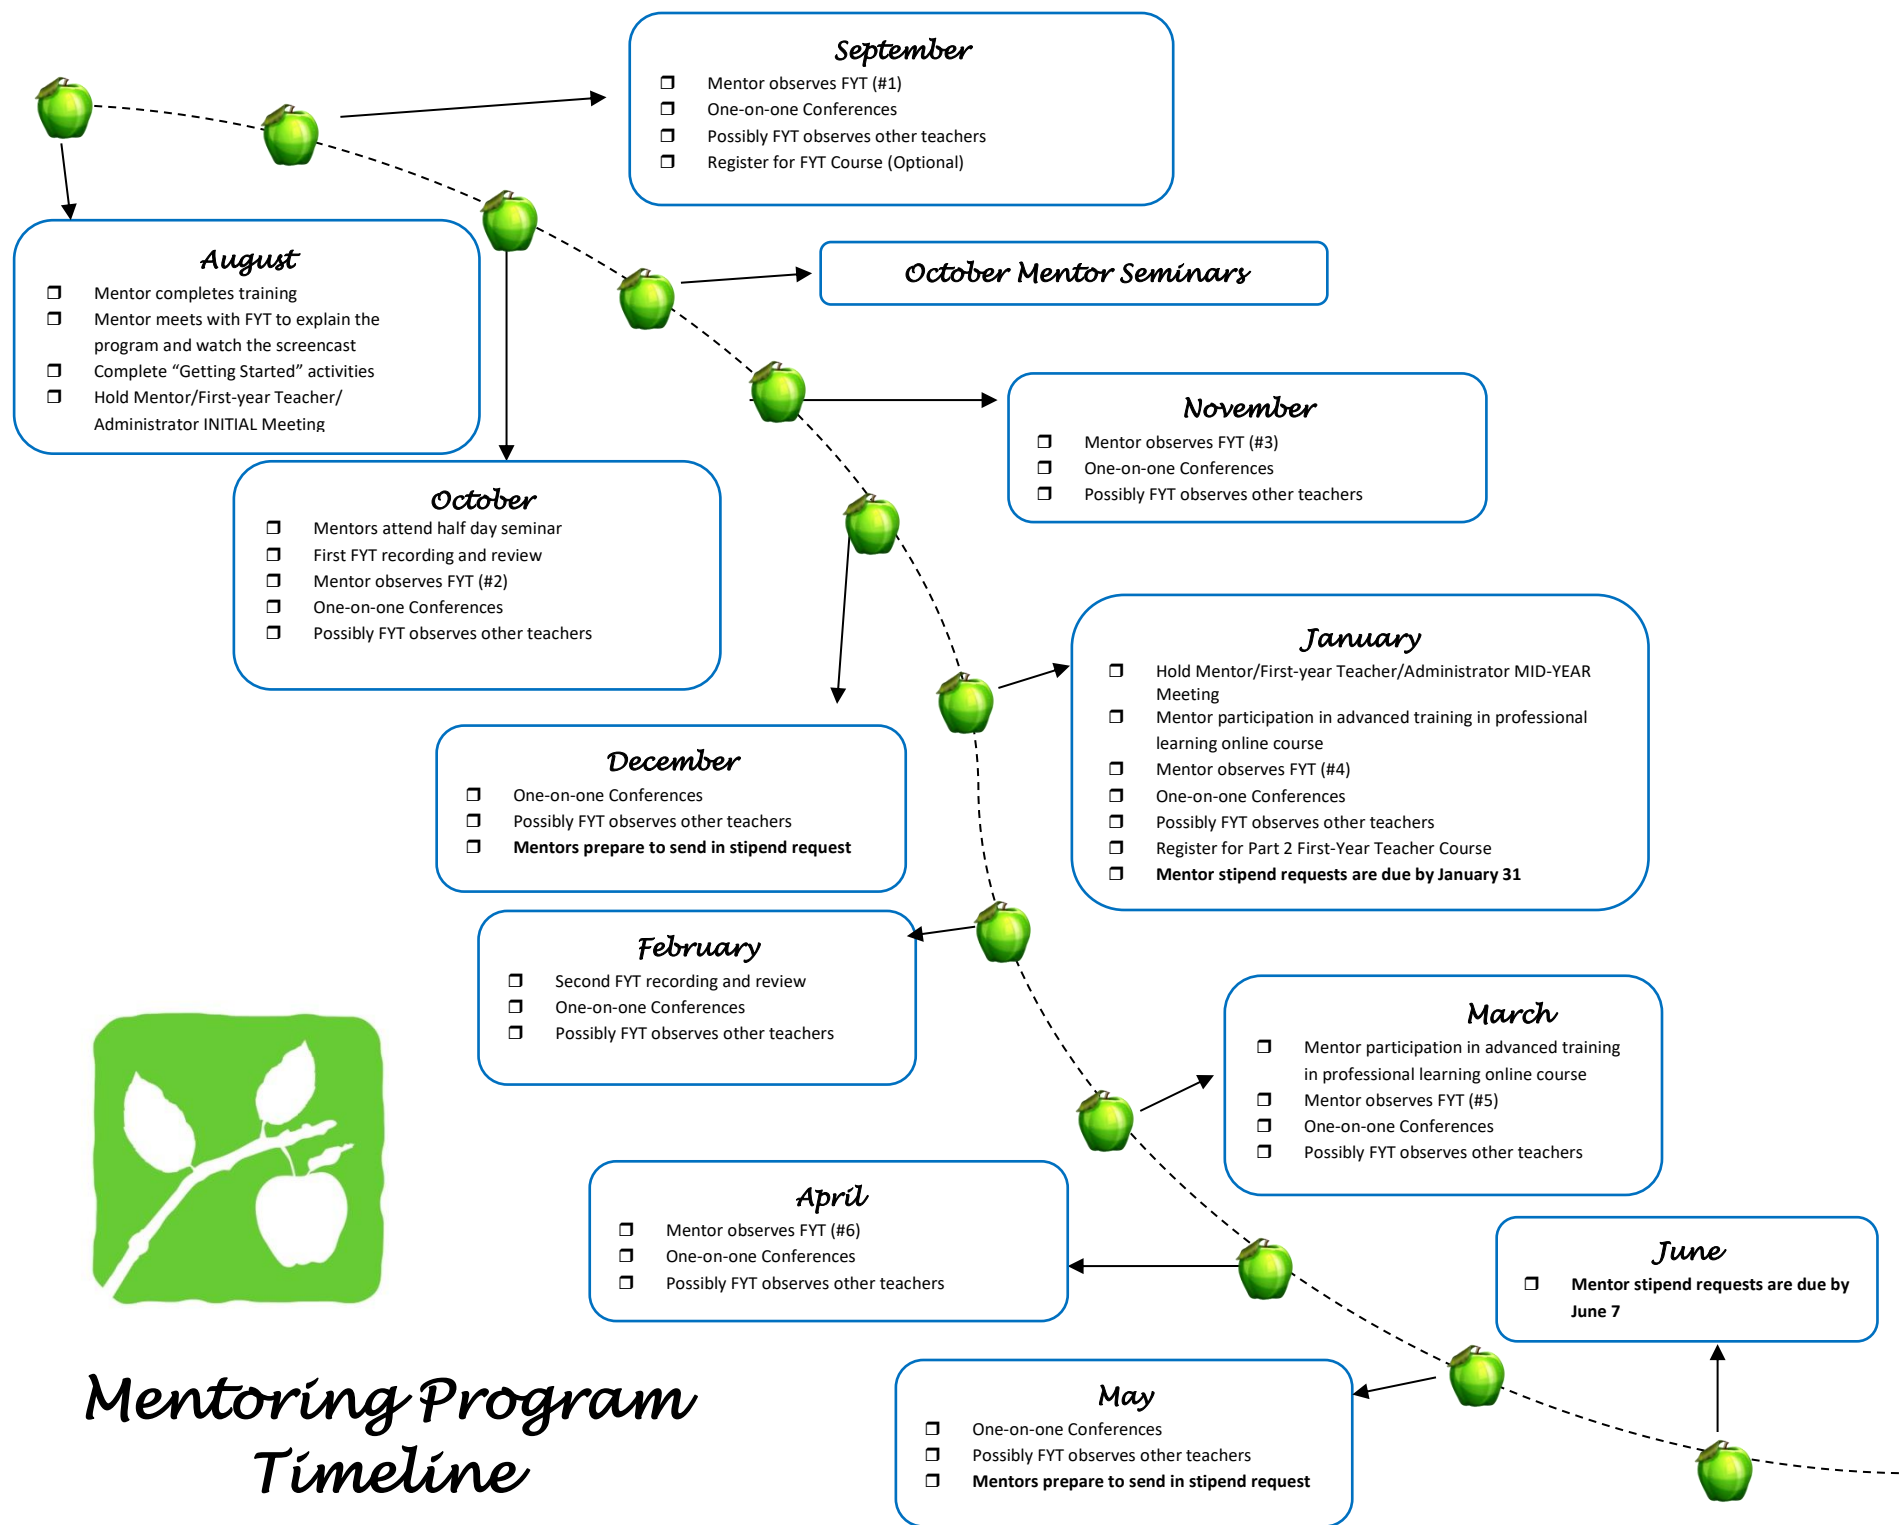 September
❒ Mentor observes FYT (#1)
❒ One-on-one Conferences
❒ Possibly FYT observes other teachers
❒ Register for FYT Course (Optional)
August
❒ Mentor completes training
❒ Mentor meets with FYT to explain the
program and watch the screencast
❒ Complete “Getting Started” activities
❒ Hold Mentor/First-year Teacher/
Administrator INITIAL Meeting
October Mentor Seminars
November
❒ Mentor observes FYT (#3)
❒ One-on-one Conferences
❒ Possibly FYT observes other teachers
October
❒ Mentors attend half day seminar
❒ First FYT recording and review
❒ Mentor observes FYT (#2)
❒ One-on-one Conferences
❒ Possibly FYT observes other teachers
January
❒ Hold Mentor/First-year Teacher/Administrator MID-YEAR
Meeting
❒ Mentor participation in advanced training in professional
learning online course
❒ Mentor observes FYT (#4)
❒ One-on-one Conferences
❒ Possibly FYT observes other teachers
❒ Register for Part 2 First-Year Teacher Course
❒ Mentor stipend requests are due by January 31
December
❒ One-on-one Conferences
❒ Possibly FYT observes other teachers
❒ Mentors prepare to send in stipend request
February
❒ Second FYT recording and review
❒ One-on-one Conferences
❒ Possibly FYT observes other teachers
March
❒ Mentor participation in advanced training
in professional learning online course
❒ Mentor observes FYT (#5)
❒ One-on-one Conferences
❒ Possibly FYT observes other teachers
April
❒ Mentor observes FYT (#6)
❒ One-on-one Conferences
❒ Possibly FYT observes other teachers
June
❒ Mentor stipend requests are due by
June 7
May
❒ One-on-one Conferences
❒ Possibly FYT observes other teachers
❒ Mentors prepare to send in stipend request
Mentoring Program
Timeline